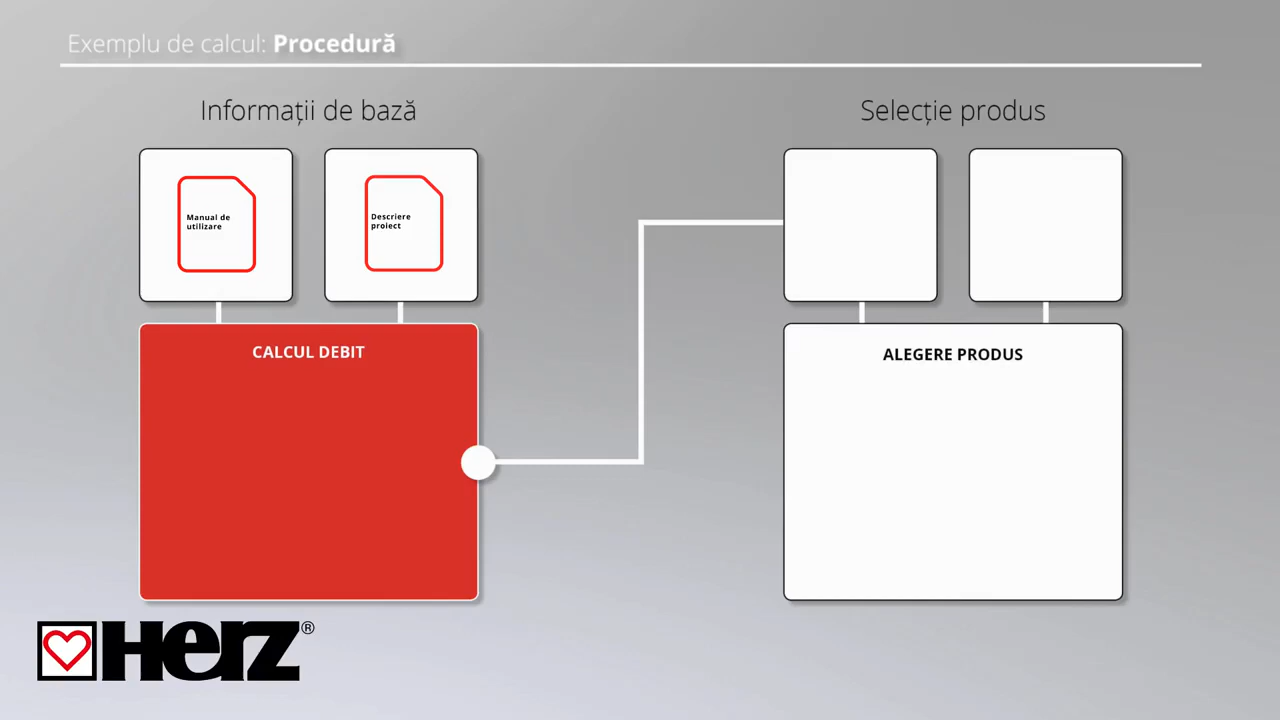 Exemplu de calcul: Procedură
Informații de bază
Selecție produs
Manual de
utilizare
Descriere
proiect
CALCUL DEBIT
ALEGERE PRODUS
HERZ®